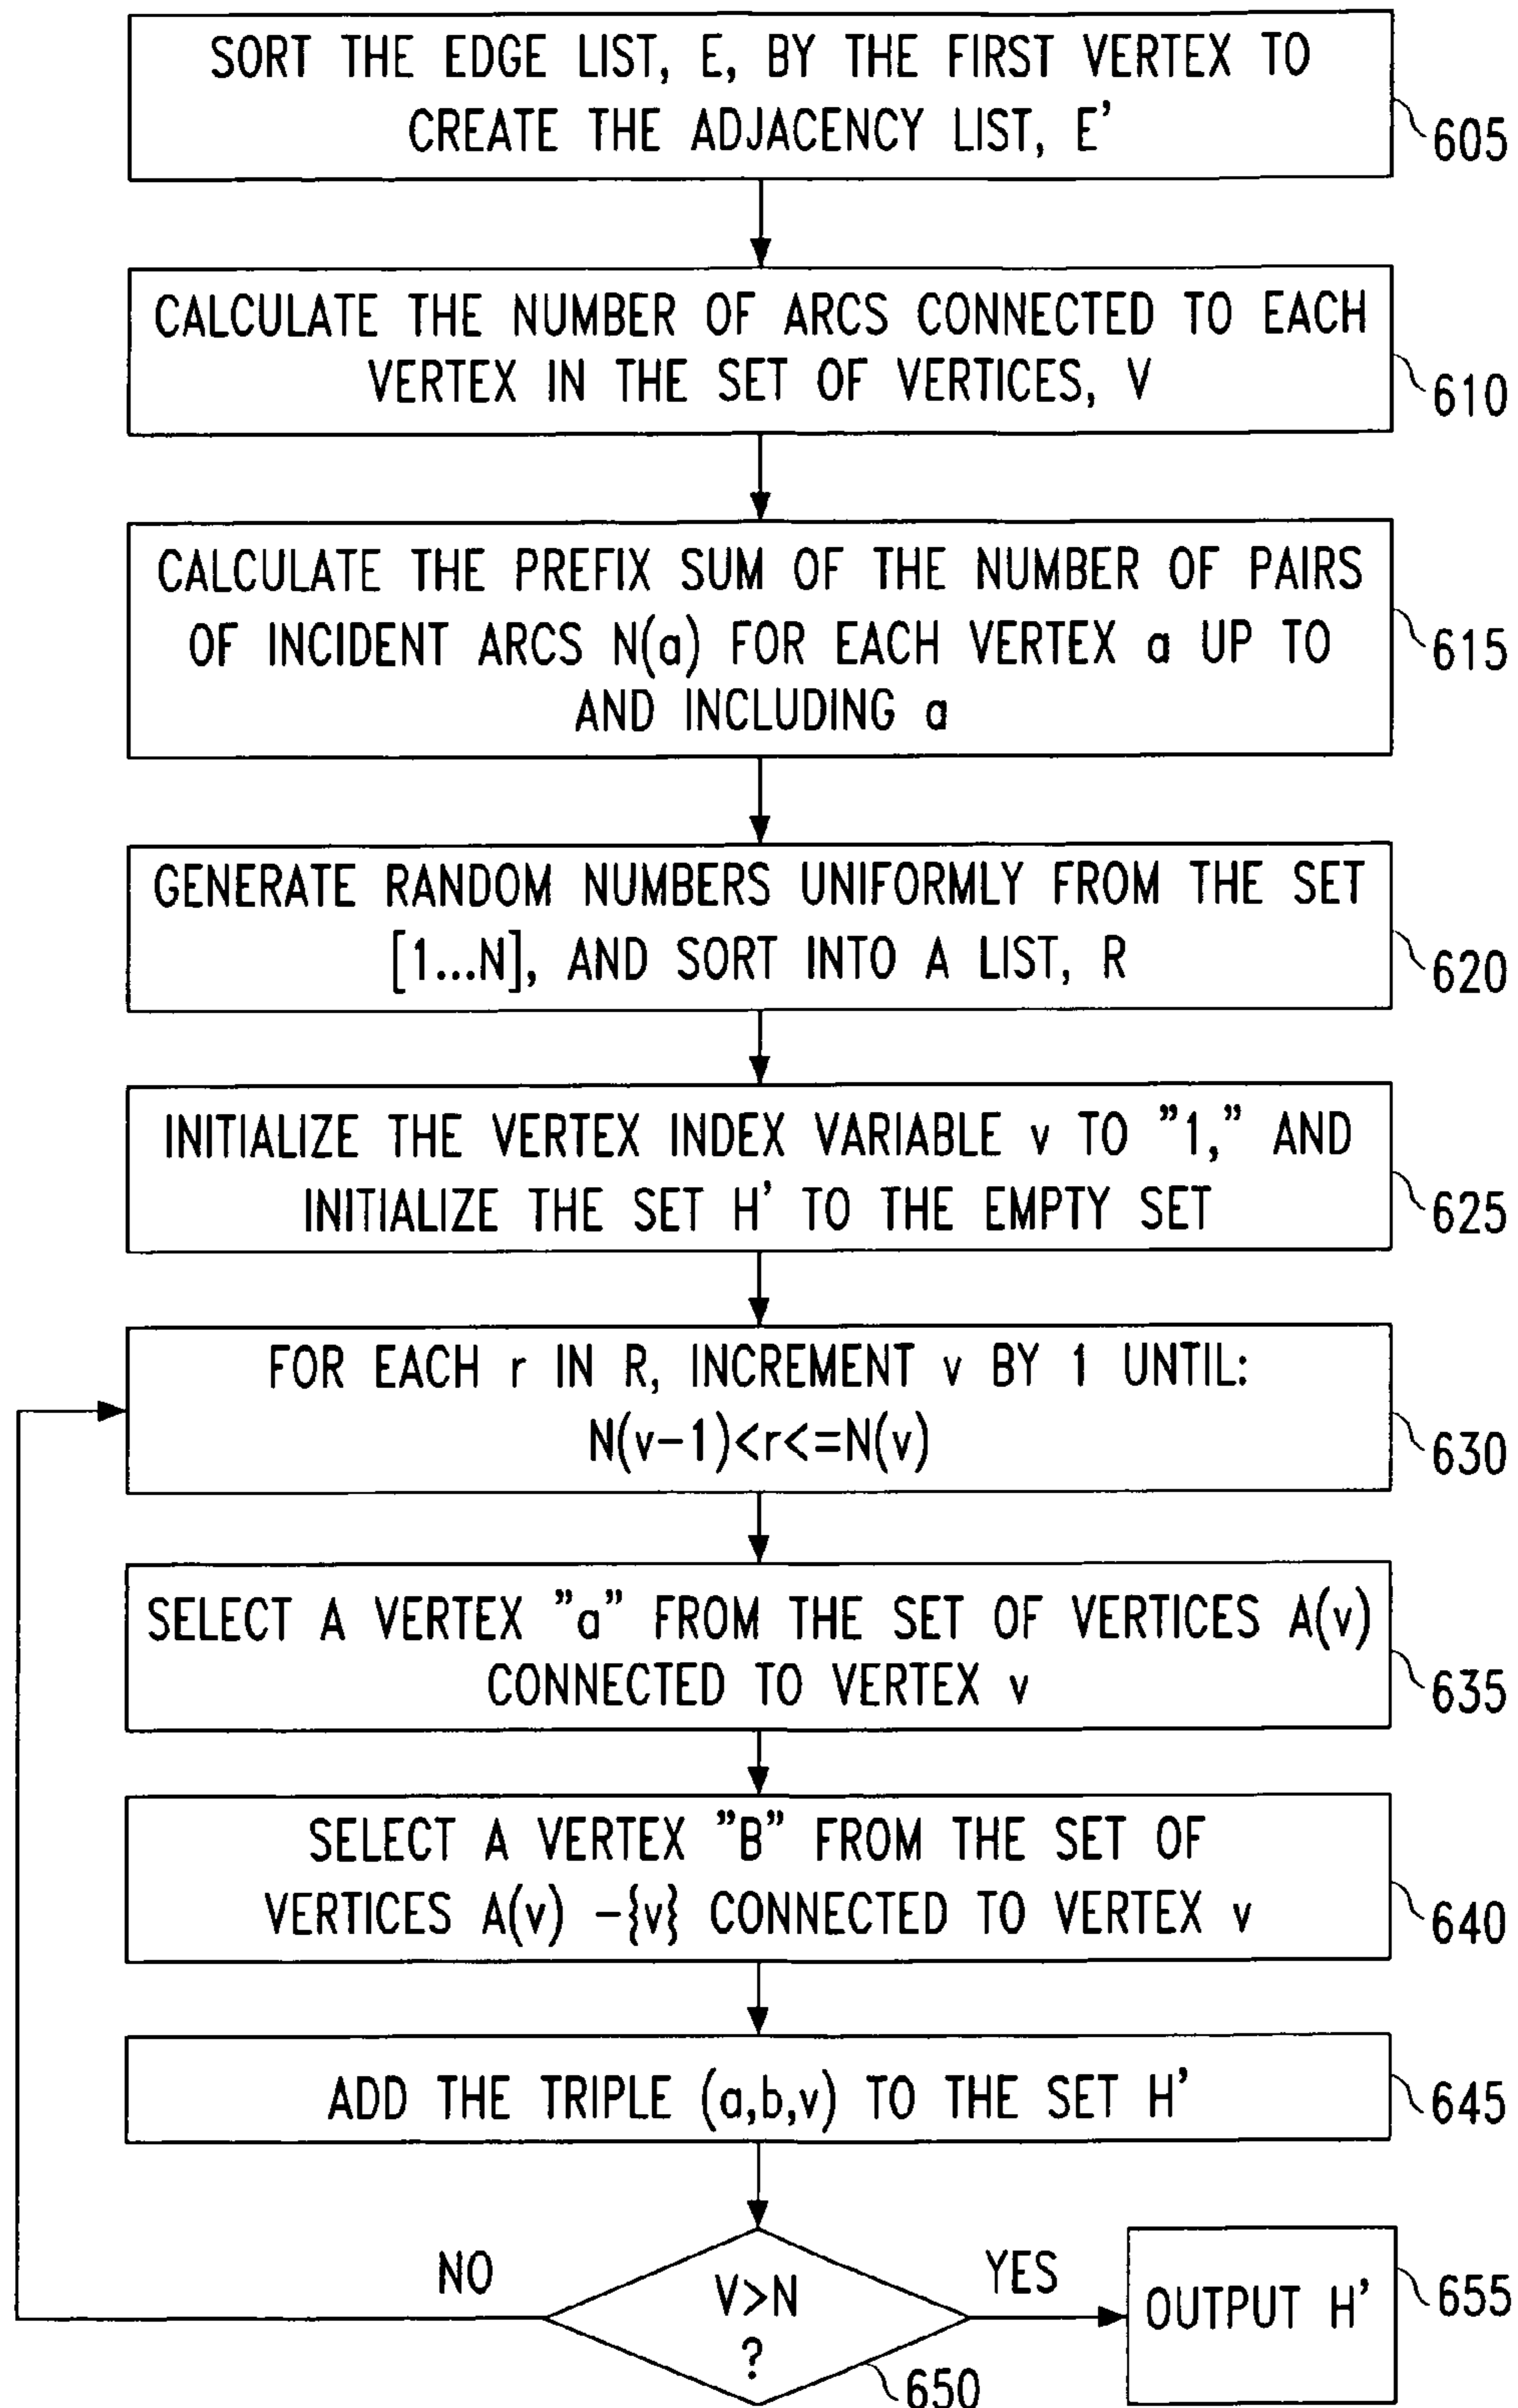 SORT THE EDGE LIST, E, BY THE FIRST VERTEX TO
CREATE THE ADJACENCY LIST, E'
605
CALCULATE THE NUMBER OF ARCS CONNECTED TO EACH
VERTEX IN THE SET OF VERTICES, V
610
CALCULATE THE PREFIX SUM OF THE NUMBER OF PAIRS
OF INCIDENT ARCS N(a) FOR EACH VERTEX a UP TO
AND INCLUDING a
615
GENERATE RANDOM NUMBERS UNIFORMLY FROM THE SET
[1...N], AND SORT INTO A LIST, R
620
INITIALIZE THE VERTEX INDEX VARIABLE v TO "1," AND
INITIALIZE THE SET H' TO THE EMPTY SET
625
FOR EACH r IN R, INCREMENT v BY 1 UNTIL:
N(v-1)<r<=N(v)
630
SELECT A VERTEX "a" FROM THE SET OF VERTICES A(v)
CONNECTED TO VERTEX v
635
SELECT A VERTEX "B" FROM THE SET OF
VERTICES A(v) -{v} CONNECTED TO VERTEX v
640
ADD THE TRIPLE (a,b,v) TO THE SET H'
645
NO
V>N
?
YES
650
OUTPUT H'
655